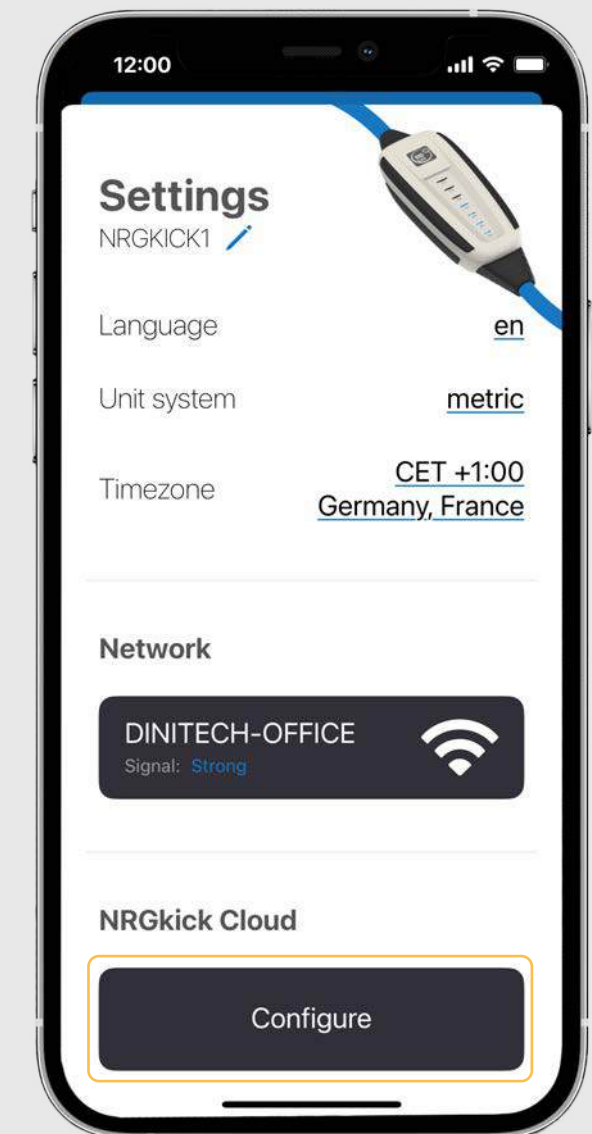 12:00
Settings
NRGKICK1
Language
en
Unit system
metric
Timezone
CET +1:00
Germany, France
Network
DINITECH-OFFICE
Signal: Strong
NRGkick Cloud
Configure